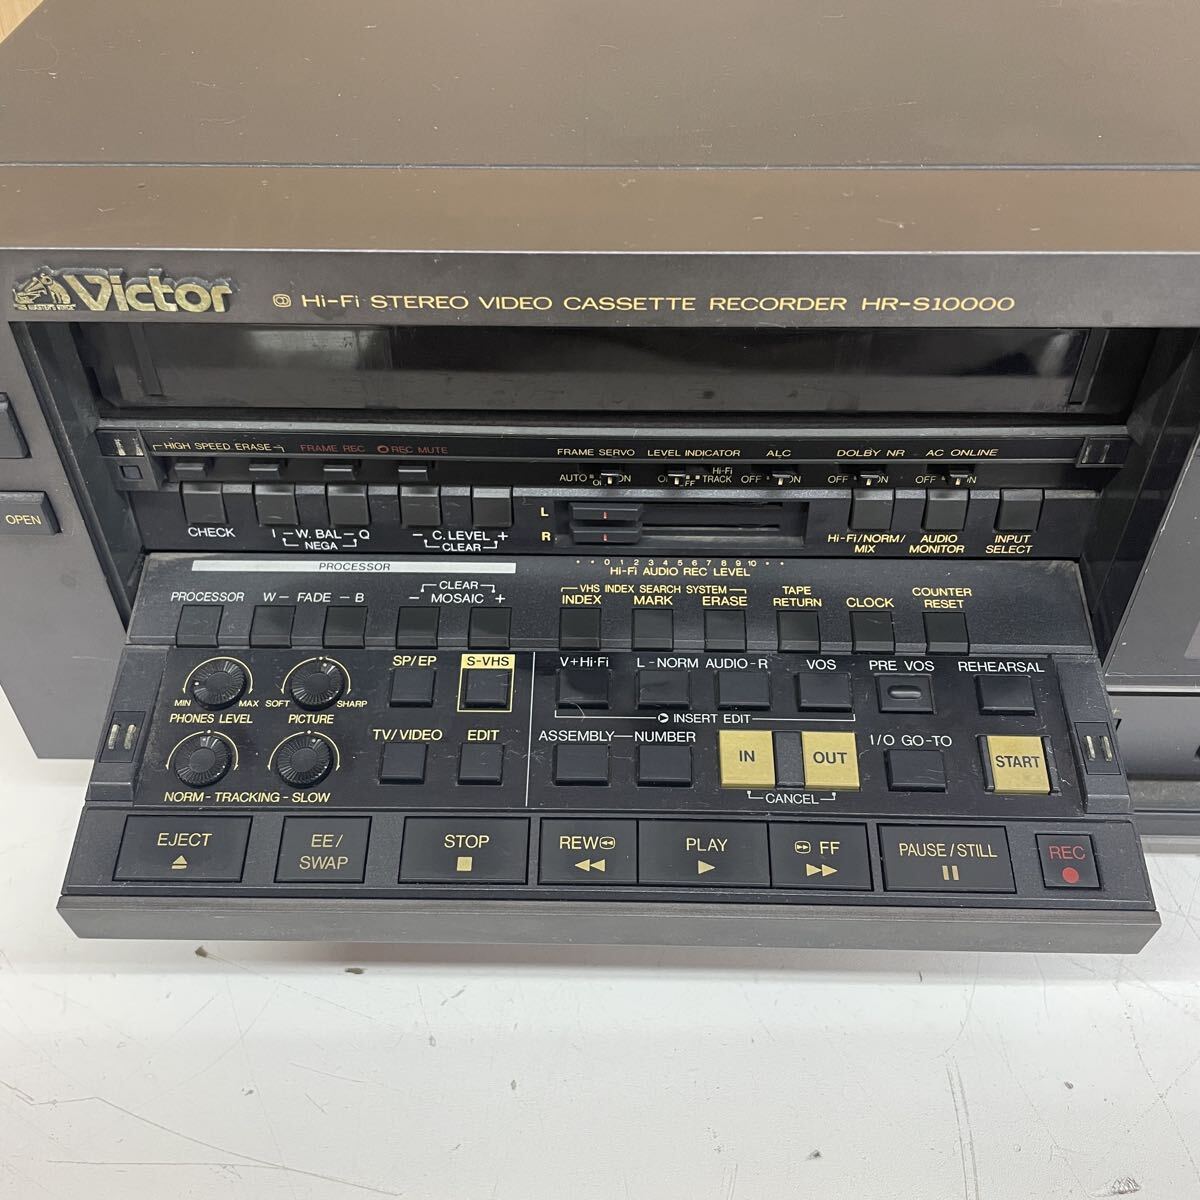 Victor Hi-Fi STEREO VIDEO CASSETTE RECORDER HR-S10000
HIGH SPEED ERASE FRAME REC REC MUTE FRAME SERVO LEVEL INDICATOR ALC DOLBY NR AC ONLINE
AUTO ON Hi-Fi TRACK OFF OFF ON OFF ON OFF ON
OPEN
CHECK I - W. BAL - Q - C. LEVEL + L Hi-Fi/NORM/ AUDIO INPUT
NEGA CLEAR R MIX MONITOR SELECT
PROCESSOR 0 1 2 3 4 5 6 7 8 9 10
Hi-Fi AUDIO REC LEVEL
CLEAR VHS INDEX SEARCH SYSTEM TAPE COUNTER
PROCESSOR W - FADE - B - MOSAIC + INDEX MARK ERASE RETURN CLOCK RESET
SP/EP S-VHS V+Hi-Fi L-NORM AUDIO-R VOS PRE VOS REHEARSAL
MIN MAX SOFT SHARP
PHONES LEVEL PICTURE INSERT EDIT
TV/VIDEO EDIT ASSEMBLY NUMBER IN OUT I/O GO-TO START
NORM - TRACKING - SLOW CANCEL
EJECT EE/ STOP REW PLAY FF PAUSE/STILL REC
SWAP